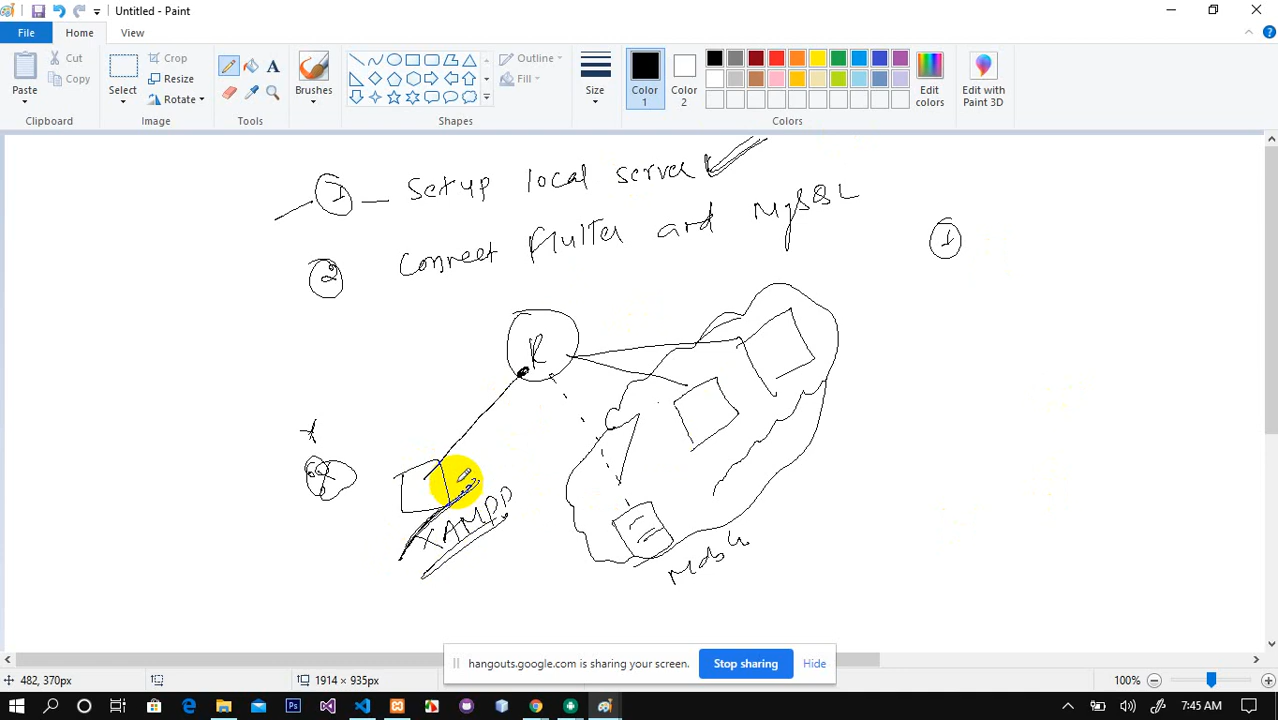 Untitled - Paint
File Home View
Paste
Cut
Copy
Clipboard
Select
Crop
Resize
Rotate
Image
Tools
A
Brushes
Shapes
Outline
Fill
Size
Color 1
Color 2
Colors
Edit colors
Edit with Paint 3D
① — Setup local server
② Connect flutter and MySQL
①
R
XAMPP
hangouts.google.com is sharing your screen. Stop sharing Hide
482, 370px 1914 × 935px 100%
7:45 AM